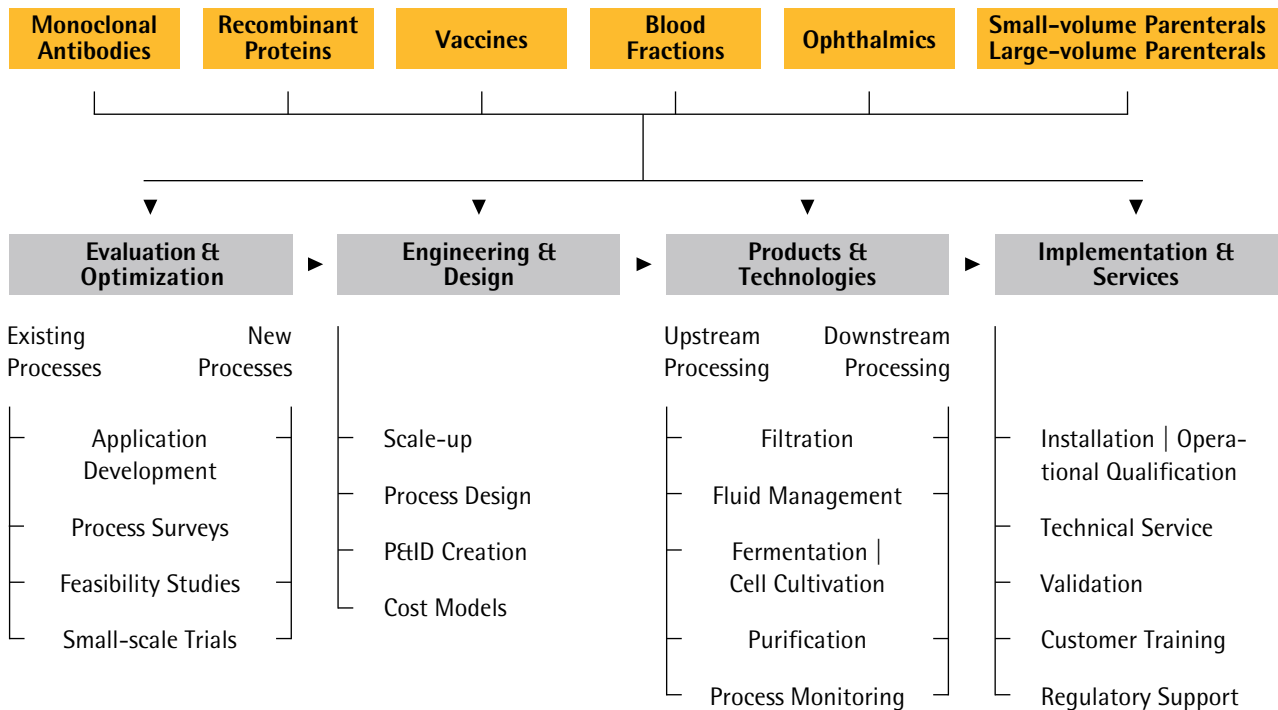 Monoclonal
Antibodies
Recombinant
Proteins
Vaccines
Blood
Fractions
Ophthalmics
Small-volume Parenterals
Large-volume Parenterals
Evaluation &
Optimization
Engineering &
Design
Products &
Technologies
Implementation &
Services
Existing
Processes
New
Processes
Application
Development
Process Surveys
Feasibility Studies
Small-scale Trials
Scale-up
Process Design
P&ID Creation
Cost Models
Upstream
Processing
Downstream
Processing
Filtration
Fluid Management
Fermentation |
Cell Cultivation
Purification
Process Monitoring
Installation | Opera-
tional Qualification
Technical Service
Validation
Customer Training
Regulatory Support